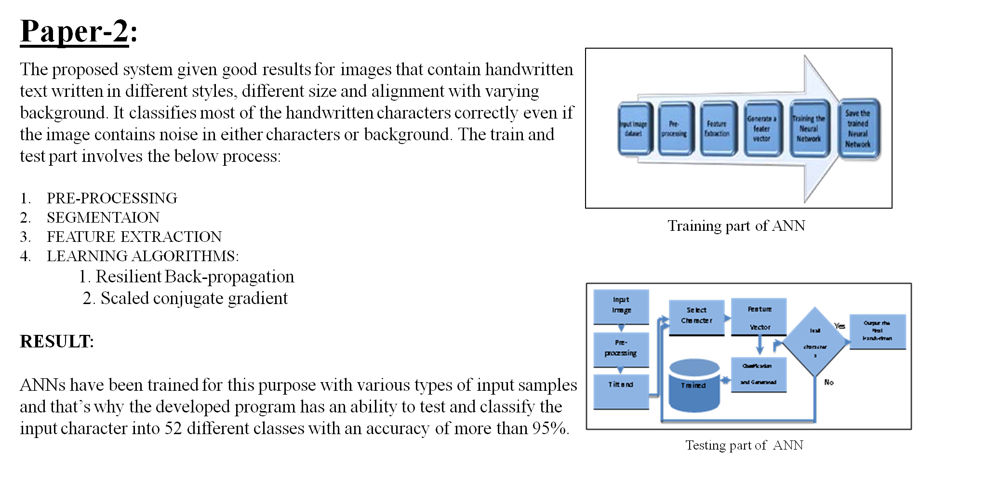 Paper-2:
The proposed system given good results for images that contain handwritten
text written in different styles, different size and alignment with varying
background. It classifies most of the handwritten characters correctly even if
the image contains noise in either characters or background. The train and
test part involves the below process:
1. PRE-PROCESSING
2. SEGMENTAION
3. FEATURE EXTRACTION
4. LEARNING ALGORITHMS:
1. Resilient Back-propagation
2. Scaled conjugate gradient
RESULT:
ANNs have been trained for this purpose with various types of input samples
and that's why the developed program has an ability to test and classify the
input character into 52 different classes with an accuracy of more than 95%.
Input Image
dataset
Pre-
processing
Feature
Extraction
Generate a
feater
vector
Training the
Neural
Network
Save the
trained
Neural
Network
Training part of ANN
Input
Image
Pre-
processing
Tilt and
Select
Character
Feature
Vector
Classification
and Generated
Trained
character
Yes
No
Output the
final
Testing part of ANN